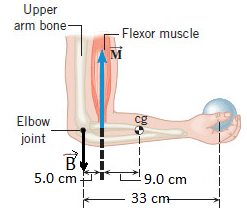 Upper
arm bone
Flexor muscle
M
cg
Elbow
joint
B
5.0 cm
9.0 cm
33 cm